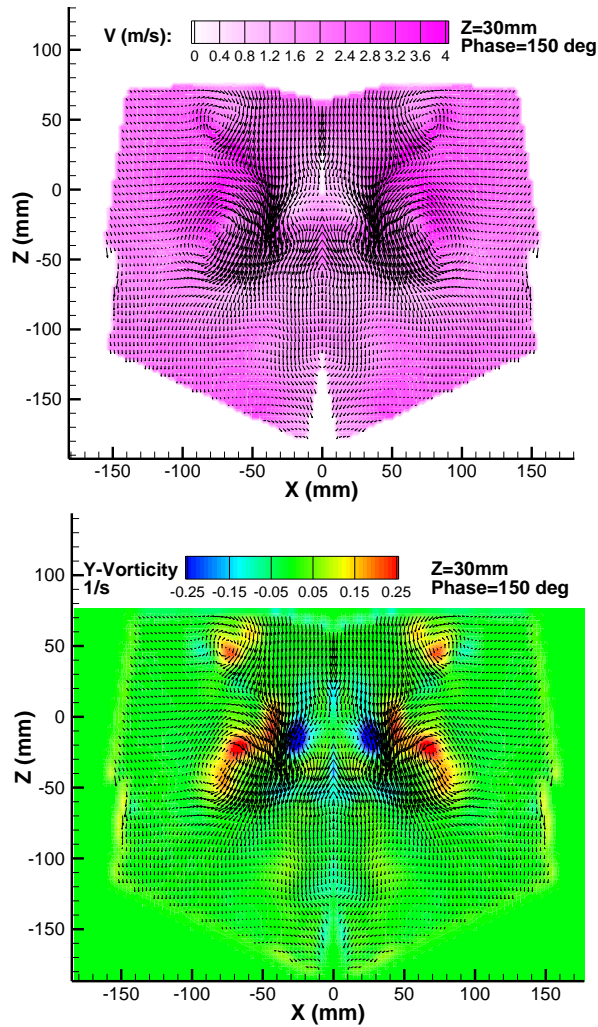 V (m/s):
0 0.4 0.8 1.2 1.6 2 2.4 2.8 3.2 3.6 4
Z=30mm
Phase=150 deg
100
50
0
-50
-100
-150
Z (mm)
-150 -100 -50 0 50 100 150
X (mm)
Y-Vorticity
1/s
-0.25 -0.15 -0.05 0.05 0.15 0.25
Z=30mm
Phase=150 deg
100
50
0
-50
-100
-150
Z (mm)
-150 -100 -50 0 50 100 150
X (mm)